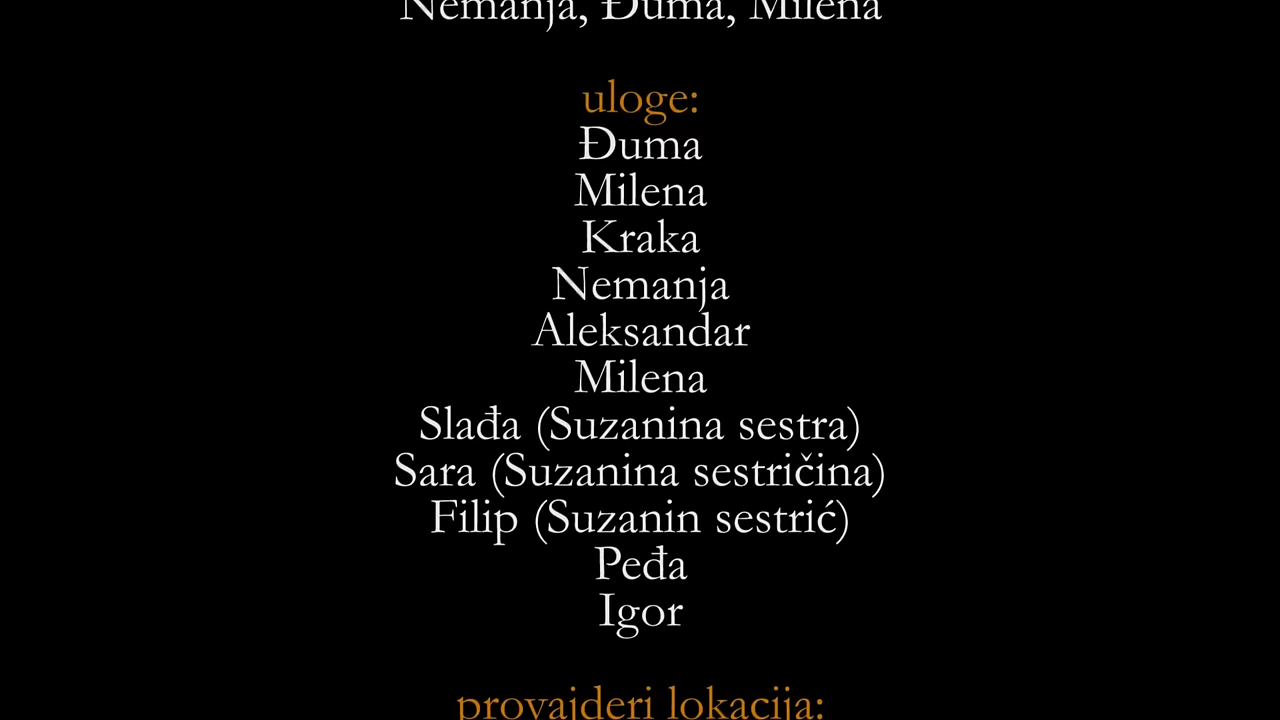 Nemanja, Đuma, Milena
uloge:
Đuma
Milena
Kraka
Nemanja
Aleksandar
Milena
Slađa (Suzanina sestra)
Sara (Suzanina sestričina)
Filip (Suzanin sestrić)
Peđa
Igor
provajderi lokacija: